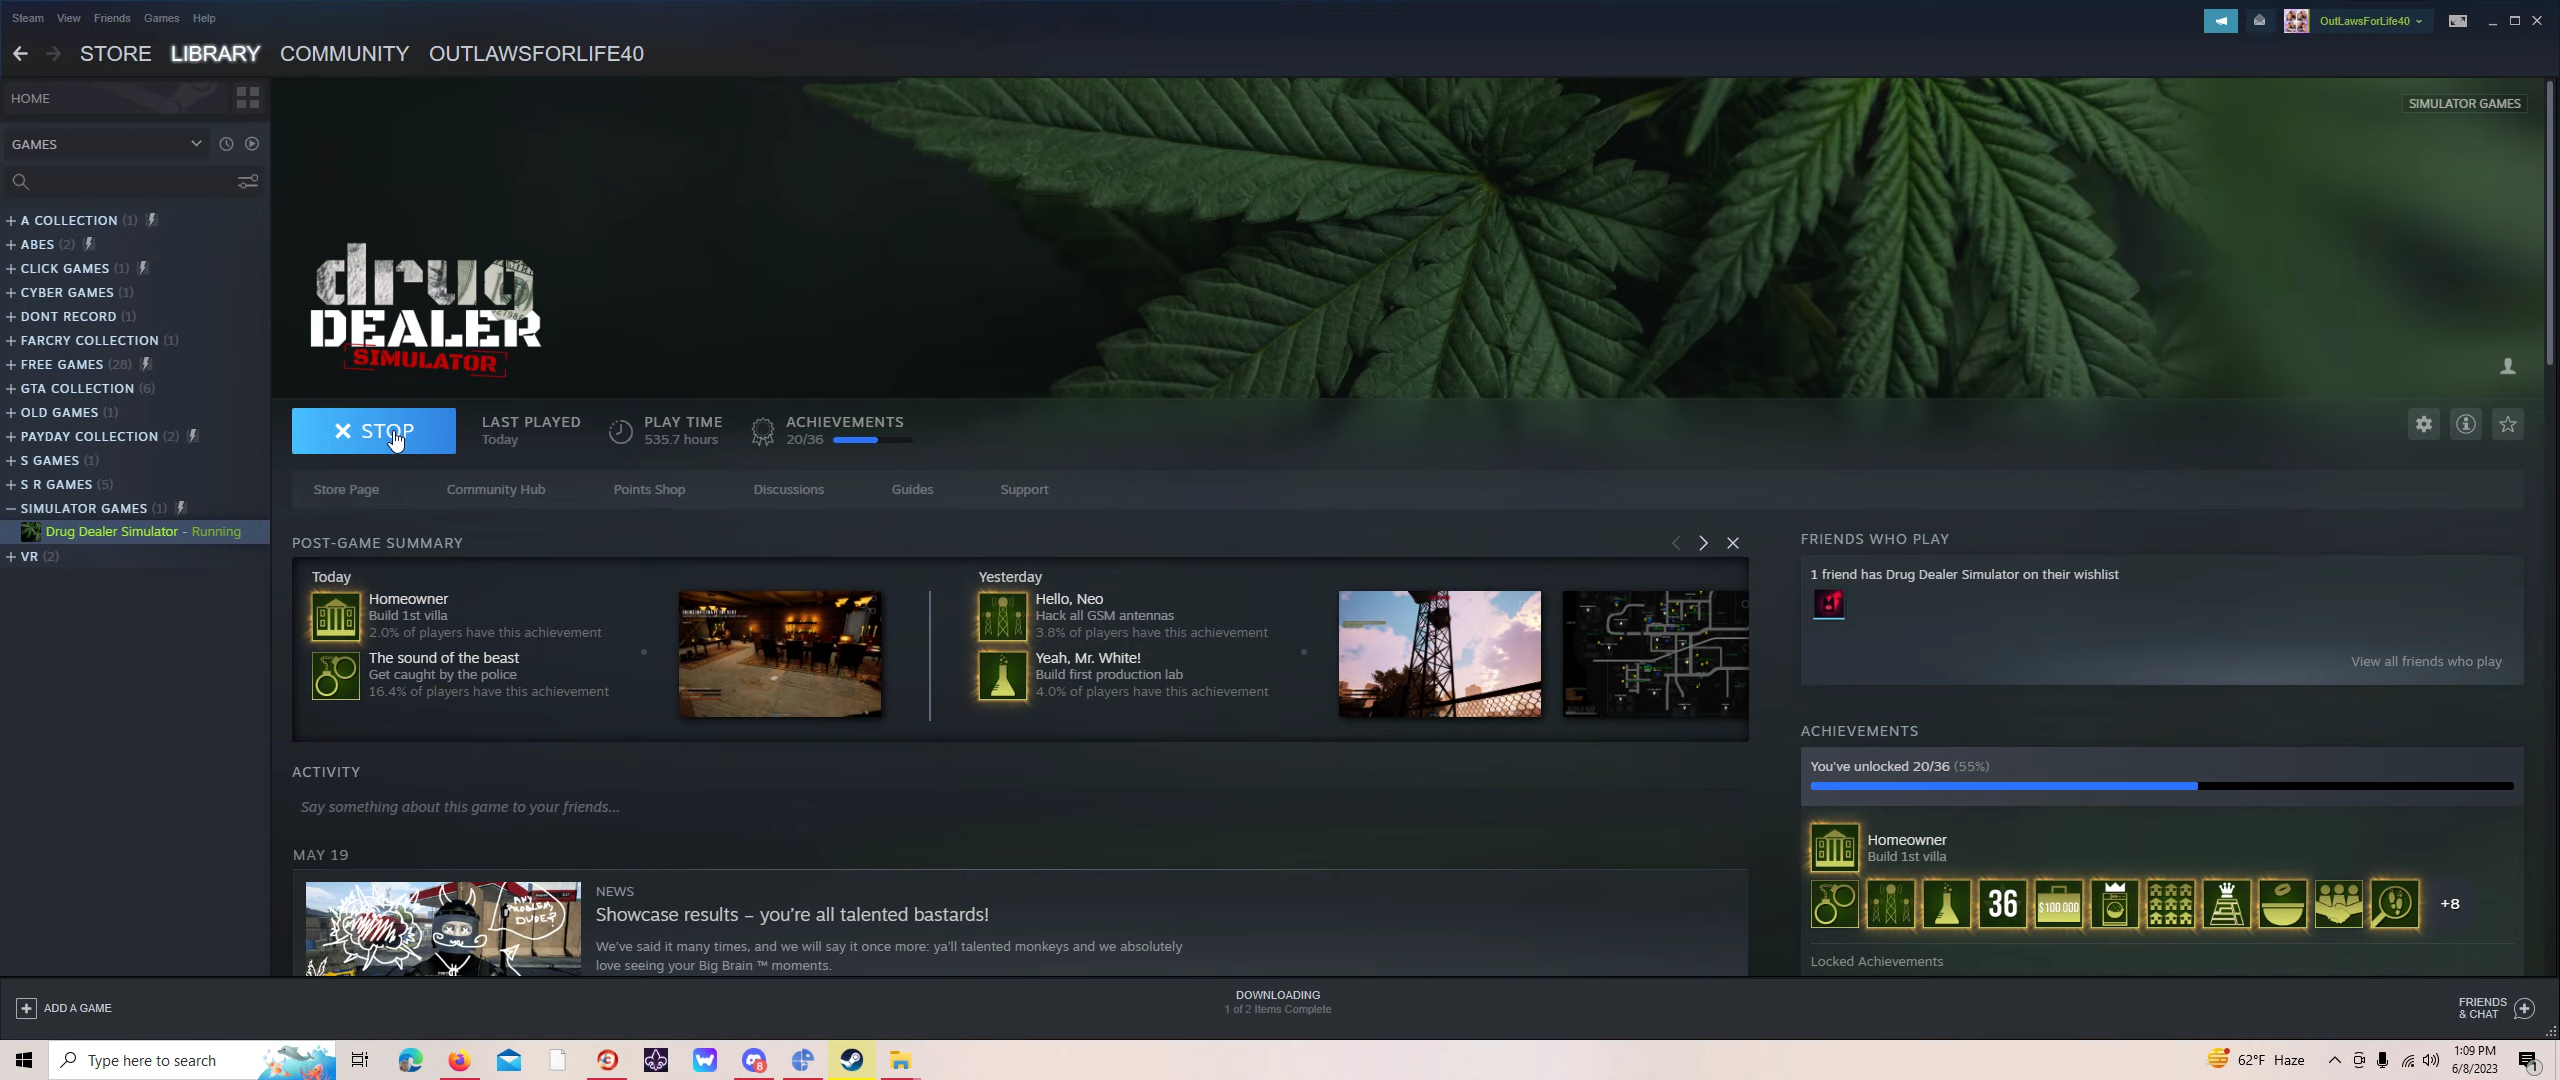 Steam View Friends Games Help
OutLawsForLife40
STORE LIBRARY COMMUNITY OUTLAWSFORLIFE40
HOME
SIMULATOR GAMES
GAMES
A COLLECTION (1)
ABES (2)
CLICK GAMES (1)
CYBER GAMES (1)
DONT RECORD (1)
FARCRY COLLECTION (1)
FREE GAMES (28)
GTA COLLECTION (6)
OLD GAMES (1)
PAYDAY COLLECTION (2)
S GAMES (1)
S R GAMES (5)
SIMULATOR GAMES (1)
Drug Dealer Simulator - Running
VR (2)
drug
DEALER
SIMULATOR
STOP
LAST PLAYED
Today
PLAY TIME
535.7 hours
ACHIEVEMENTS
20/36
Store Page Community Hub Points Shop Discussions Guides Support
POST-GAME SUMMARY
Today
Homeowner
Build 1st villa
2.0% of players have this achievement
The sound of the beast
Get caught by the police
16.4% of players have this achievement
Yesterday
Hello, Neo
Hack all GSM antennas
3.8% of players have this achievement
Yeah, Mr. White!
Build first production lab
4.0% of players have this achievement
FRIENDS WHO PLAY
1 friend has Drug Dealer Simulator on their wishlist
View all friends who play
ACHIEVEMENTS
You've unlocked 20/36 (55%)
Homeowner
Build 1st villa
36
$100 000
+8
Locked Achievements
ACTIVITY
Say something about this game to your friends...
MAY 19
ANY
PROBLEM,
DUDE?
NEWS
Showcase results – you're all talented bastards!
We've said it many times, and we will say it once more: ya'll talented monkeys and we absolutely
love seeing your Big Brain ™ moments.
ADD A GAME
DOWNLOADING
1 of 2 Items Complete
FRIENDS
& CHAT
Type here to search
8
62°F Haze
1:09 PM
6/8/2023
1